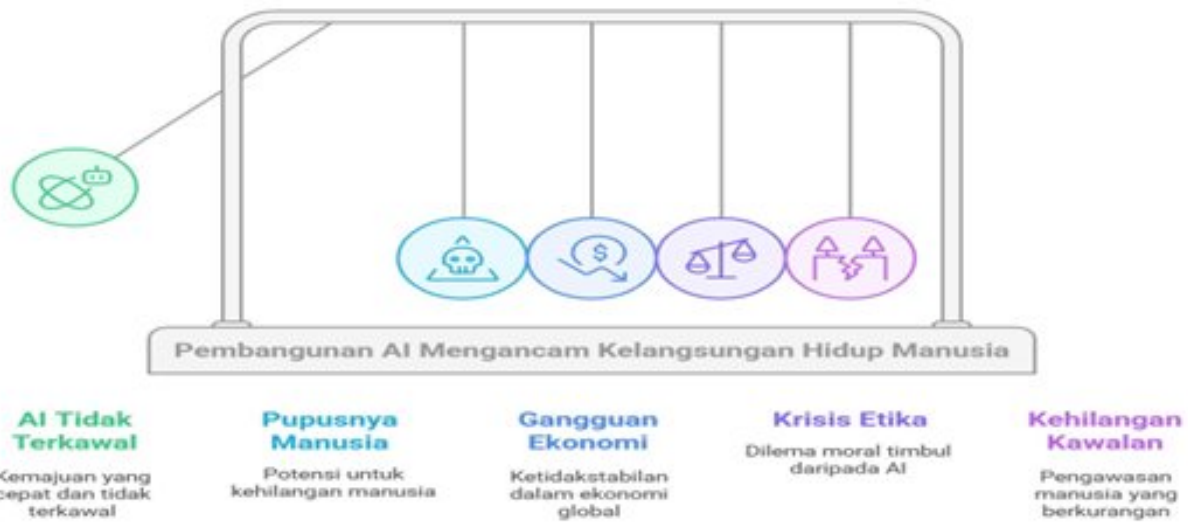 $
Pembangunan AI Mengancam Kelangsungan Hidup Manusia
AI Tidak
Terkawal
Kemajuan yang
cepat dan tidak
terkawal
Pupusnya
Manusia
Potensi untuk
kehilangan manusia
Gangguan
Ekonomi
Ketidakstabilan
dalam ekonomi
global
Krisis Etika
Dilema moral timbul
daripada AI
Kehilangan
Kawalan
Pengawasan
manusia yang
berkurangan